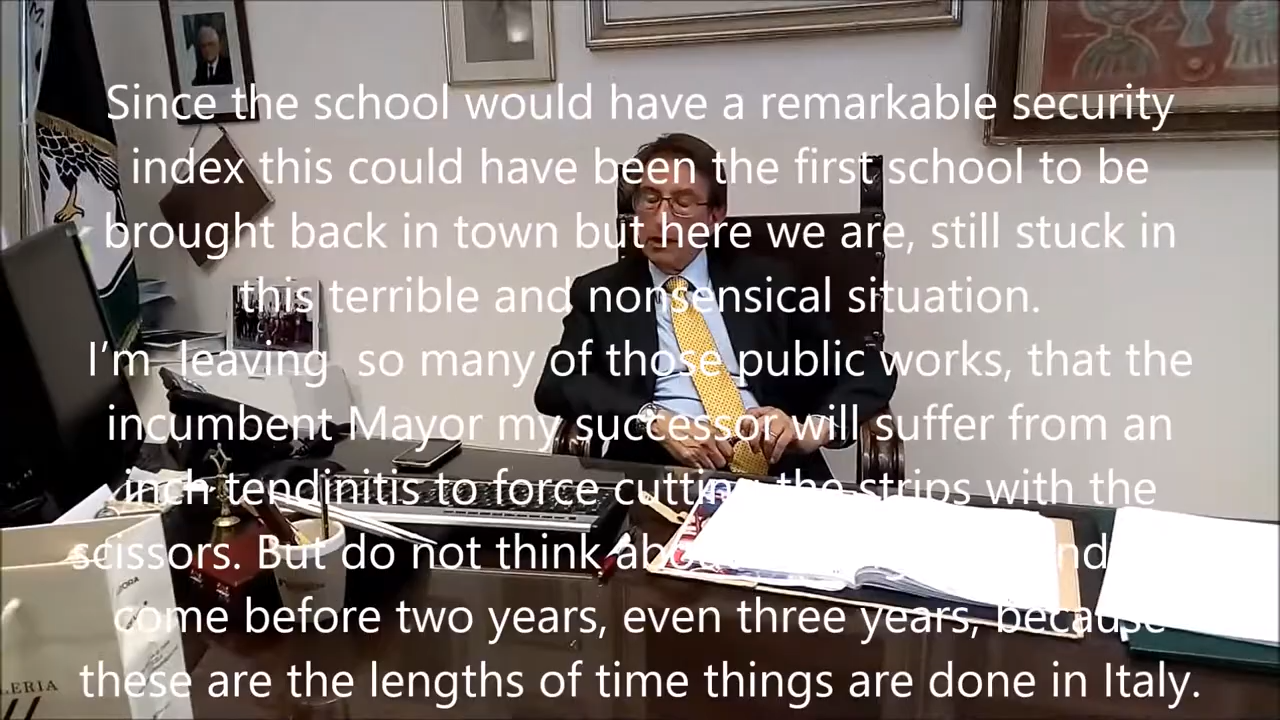 Since the school would have a remarkable security
index this could have been the first school to be
brought back in town but here we are, still stuck in
this terrible and nonsensical situation.
I'm leaving so many of those public works, that the
incumbent Mayor my successor will suffer from an
inch tendinitis to force cutting the strips with the
scissors. But do not think about
come before two years, even three years, because
these are the lengths of time things are done in Italy.
LERIA